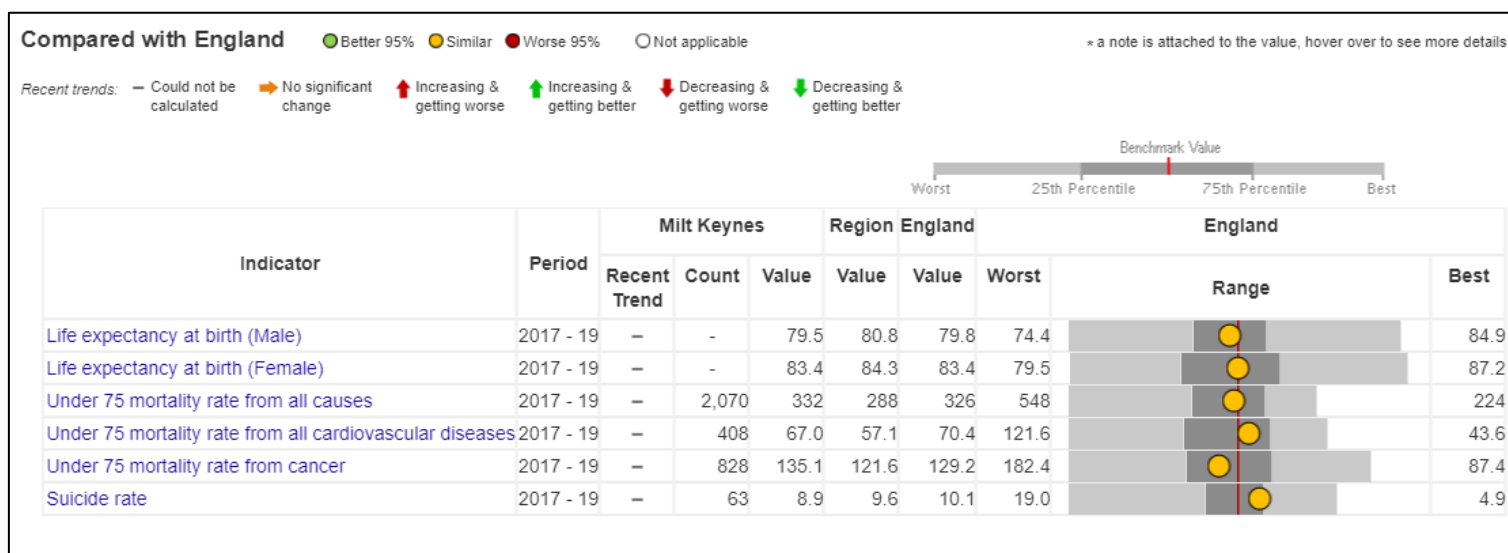 Compared with England Better 95% Similar Worse 95% Not applicable * a note is attached to the value, hover over to see more details
Recent trends: – Could not be calculated No significant change Increasing & getting worse Increasing & getting better Decreasing & getting worse Decreasing & getting better
Benchmark Value
Worst 25th Percentile 75th Percentile Best
Indicator Period Milt Keynes Region England England
Recent Trend Count Value Value Value Worst Range Best
Life expectancy at birth (Male) 2017 - 19 – - 79.5 80.8 79.8 74.4 84.9
Life expectancy at birth (Female) 2017 - 19 – - 83.4 84.3 83.4 79.5 87.2
Under 75 mortality rate from all causes 2017 - 19 – 2,070 332 288 326 548 224
Under 75 mortality rate from all cardiovascular diseases 2017 - 19 – 408 67.0 57.1 70.4 121.6 43.6
Under 75 mortality rate from cancer 2017 - 19 – 828 135.1 121.6 129.2 182.4 87.4
Suicide rate 2017 - 19 – 63 8.9 9.6 10.1 19.0 4.9